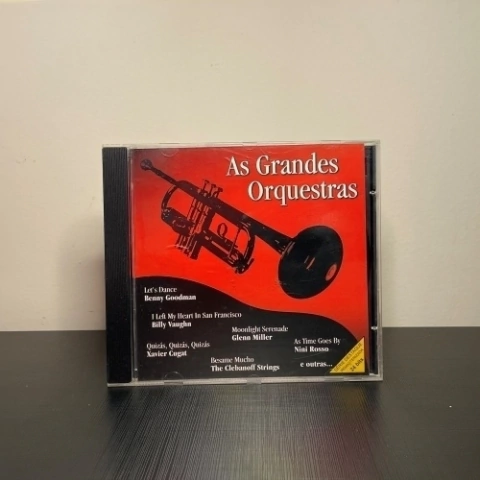 As Grandes
Orquestras
Let's Dance
Benny Goodman
I Left My Heart In San Francisco
Billy Vaughn
Moonlight Serenade
Glenn Miller
As Time Goes By
Nini Rosso
Quizás, Quizás, Quizás
Xavier Cugat
Besame Mucho
The Clebanoff Strings
e outras...